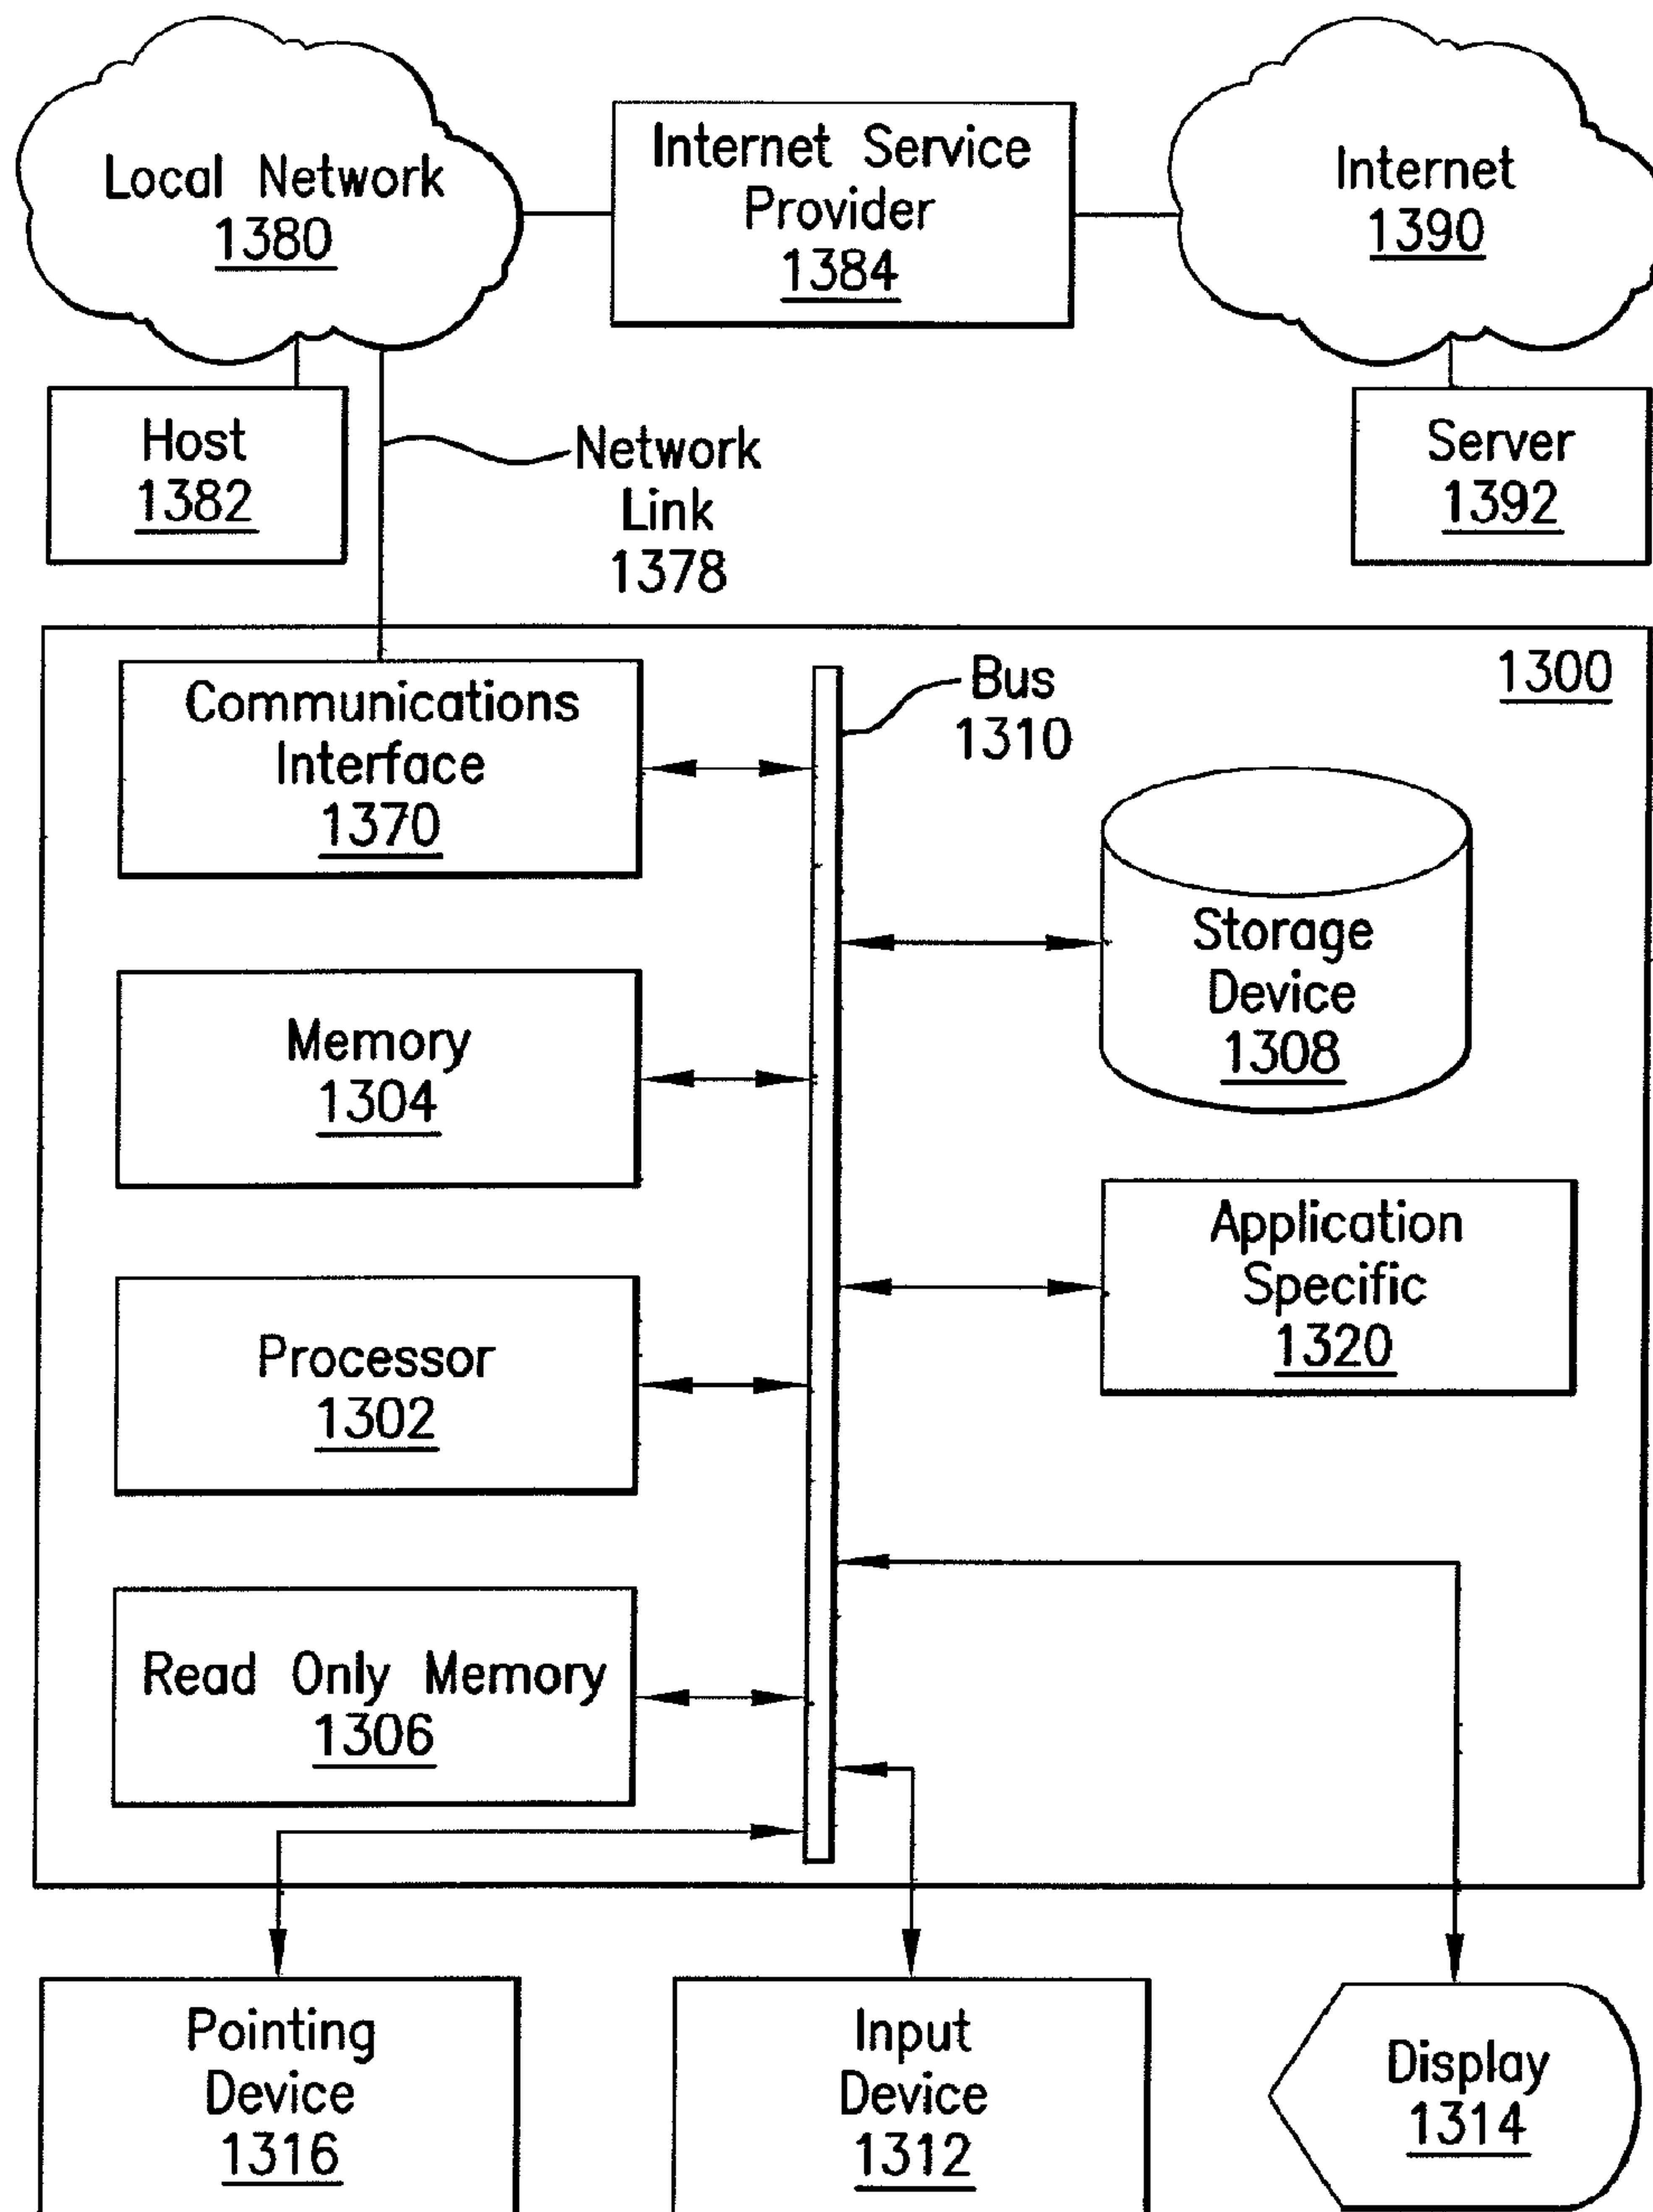 Local Network
1380
Internet Service
Provider
1384
Internet
1390
Host
1382
Network
Link
1378
Server
1392
1300
Communications
Interface
1370
Bus
1310
Storage
Device
1308
Memory
1304
Application
Specific
1320
Processor
1302
Read Only Memory
1306
Pointing
Device
1316
Input
Device
1312
Display
1314